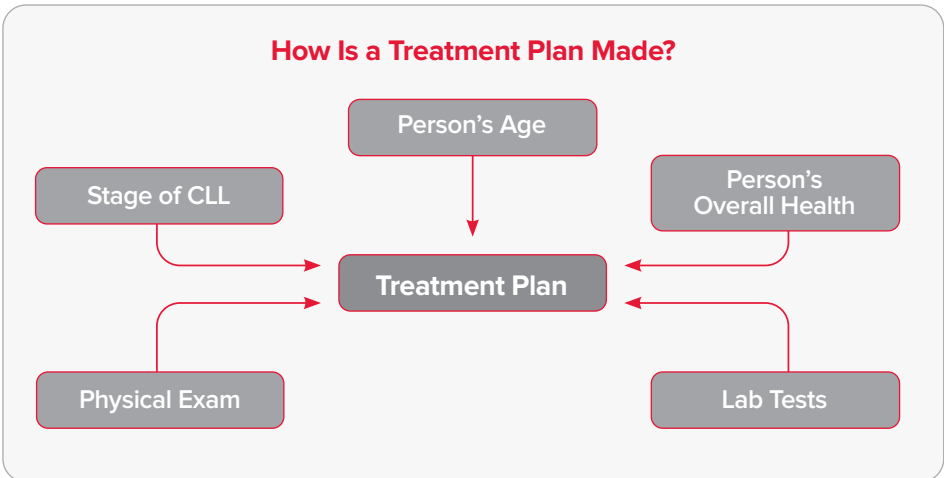 How Is a Treatment Plan Made?
Person’s Age
Stage of CLL
Person’s
Overall Health
Treatment Plan
Physical Exam
Lab Tests